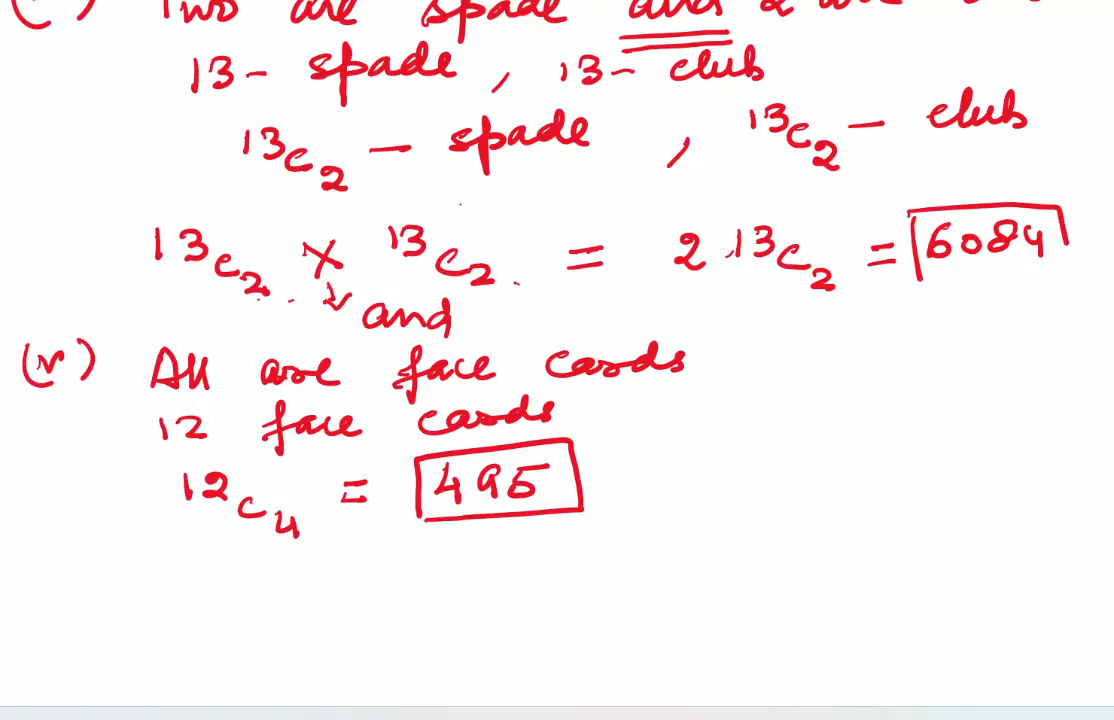 Two are spade and 2 are
13 - spade , 13 - club
¹³C₂ - spade , ¹³C₂ - club
¹³C₂ × ¹³C₂ = 2 . ¹³C₂ = 6084
and
(v) All are face cards
12 face cards
¹²C₄ = 495